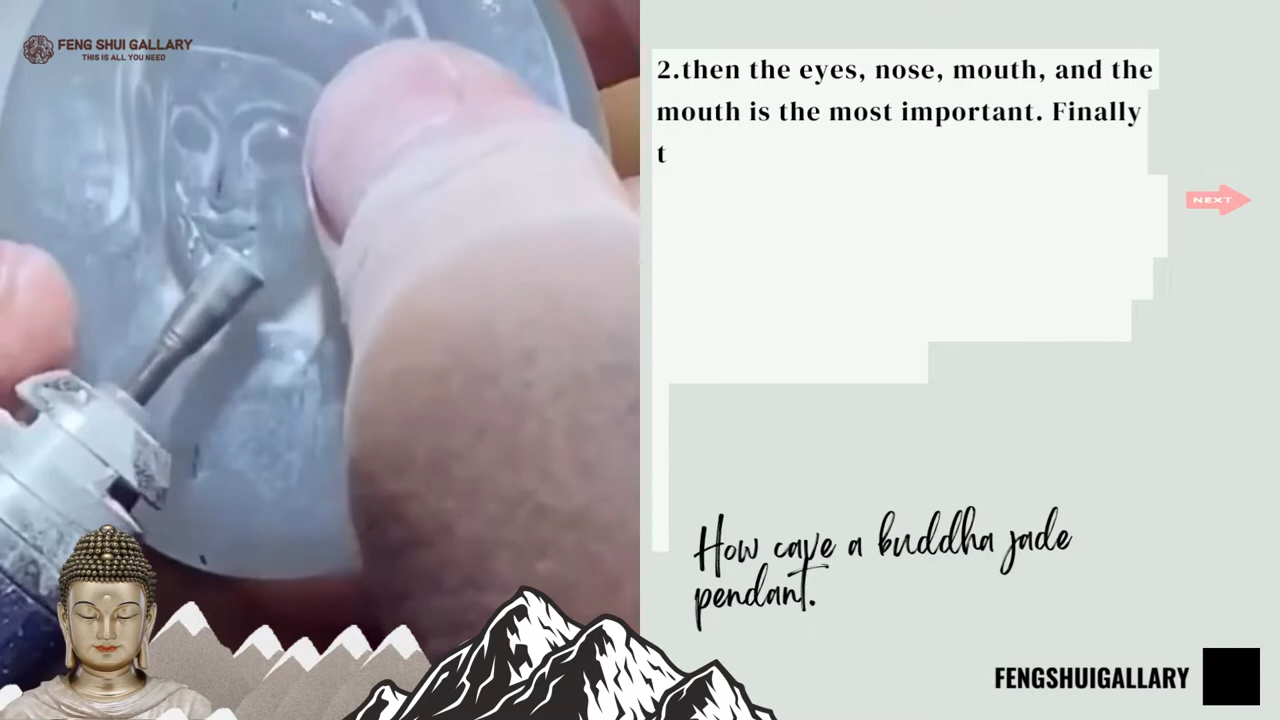 FENG SHUI GALLARY
THIS IS ALL YOU NEED
2.then the eyes, nose, mouth, and the
mouth is the most important. Finally
t
NEXT
How cave a buddha jade
pendant.
FENGSHUIGALLARY